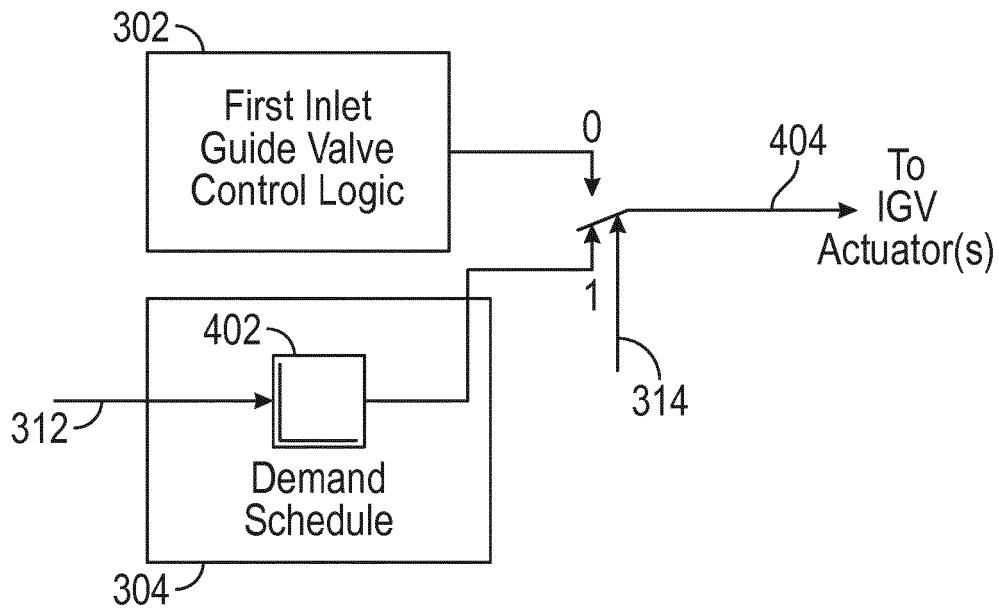 302
First Inlet
Guide Valve
Control Logic
0
404
To
IGV
Actuator(s)
1
402
312
314
Demand
Schedule
304